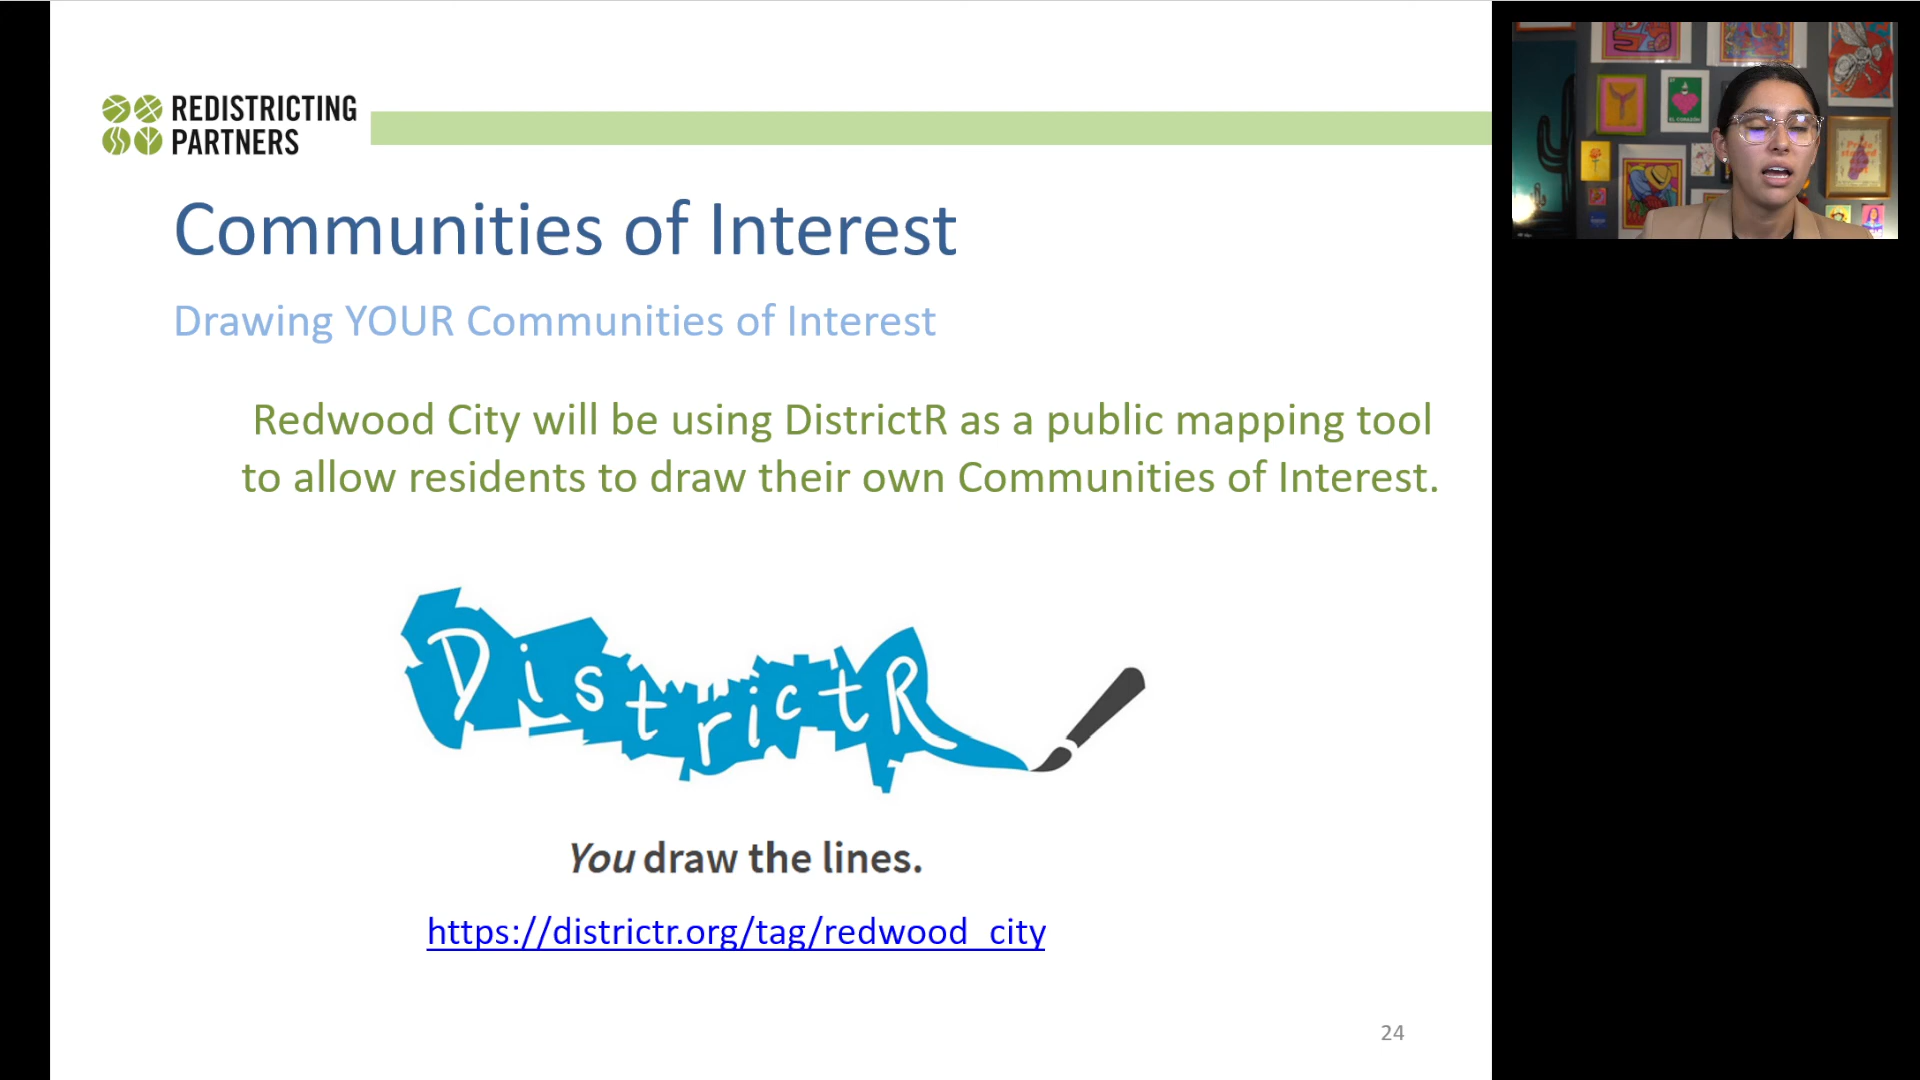 REDISTRICTING
PARTNERS
Communities of Interest
Drawing YOUR Communities of Interest
Redwood City will be using DistrictR as a public mapping tool
to allow residents to draw their own Communities of Interest.
DistrictR
You draw the lines.
https://districtr.org/tag/redwood_city
24
EL CORAZON